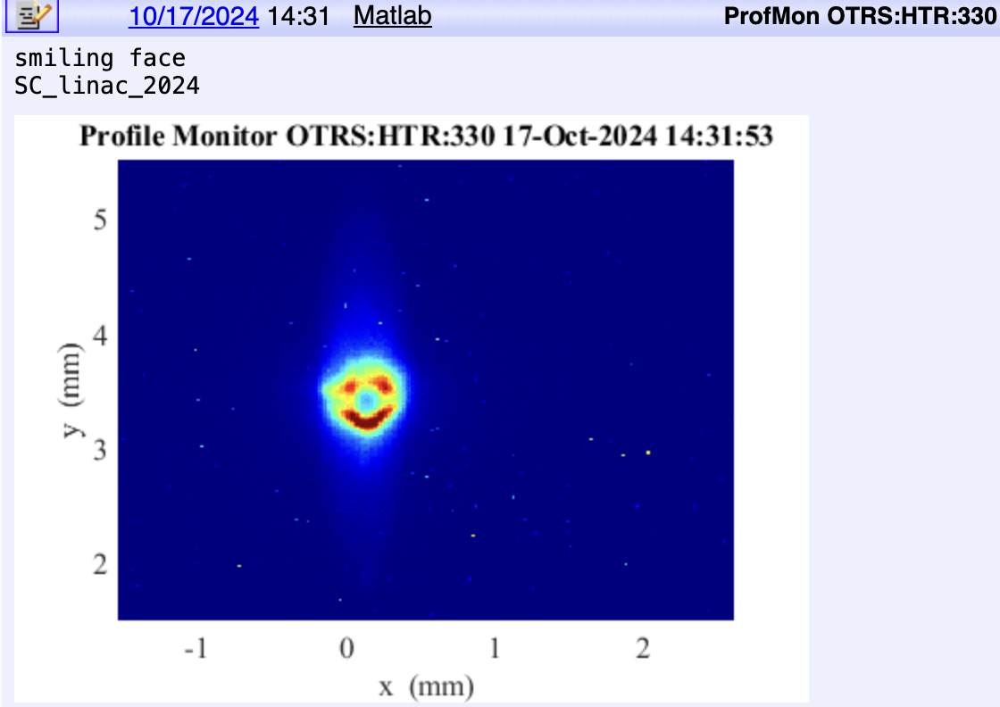 10/17/2024 14:31 Matlab ProfMon OTRS:HTR:330
smiling face
SC_linac_2024
Profile Monitor OTRS:HTR:330 17-Oct-2024 14:31:53
5
4
3
2
y (mm)
-1 0 1 2
x (mm)